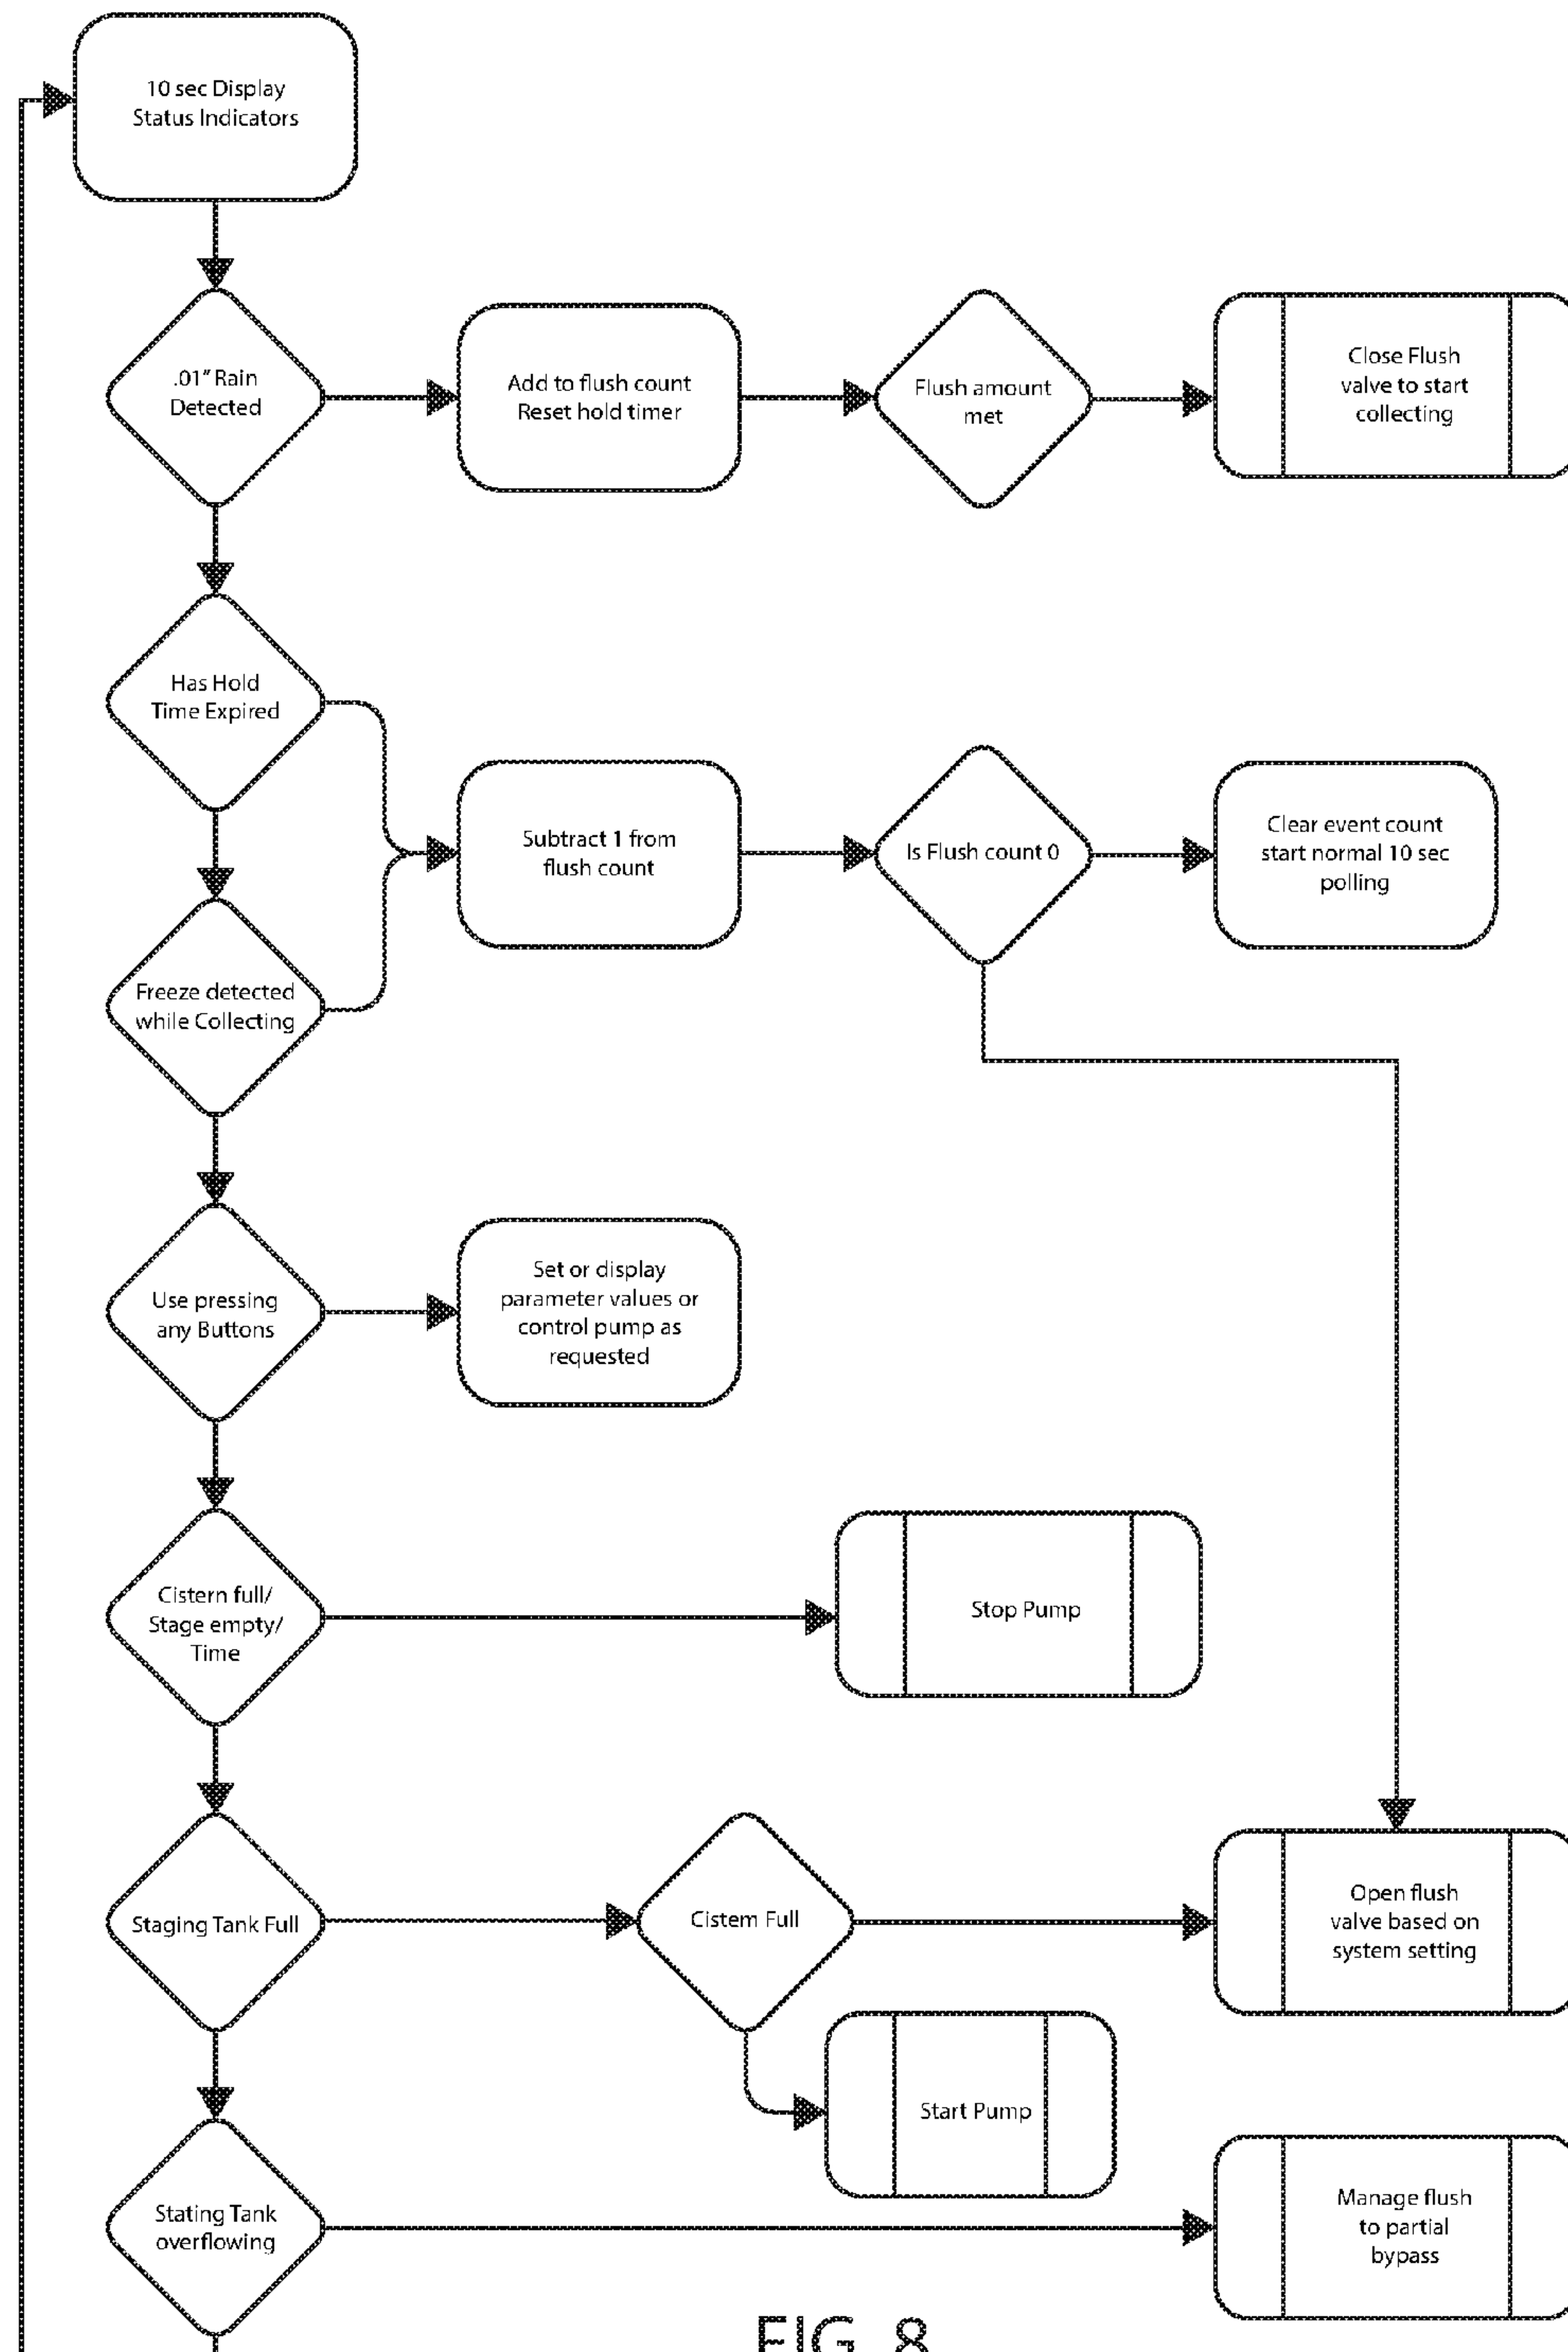 10 sec Display
Status Indicators
.01" Rain
Detected
Add to flush count
Reset hold timer
Flush amount
met
Close Flush
valve to start
collecting
Has Hold
Time Expired
Subtract 1 from
flush count
Is Flush count 0
Clear event count
start normal 10 sec
polling
Freeze detected
while Collecting
Use pressing
any Buttons
Set or display
parameter values or
control pump as
requested
Cistern full/
Stage empty/
Time
Stop Pump
Staging Tank Full
Cistem Full
Open flush
valve based on
system setting
Start Pump
Stating Tank
overflowing
Manage flush
to partial
bypass
FIG. 8